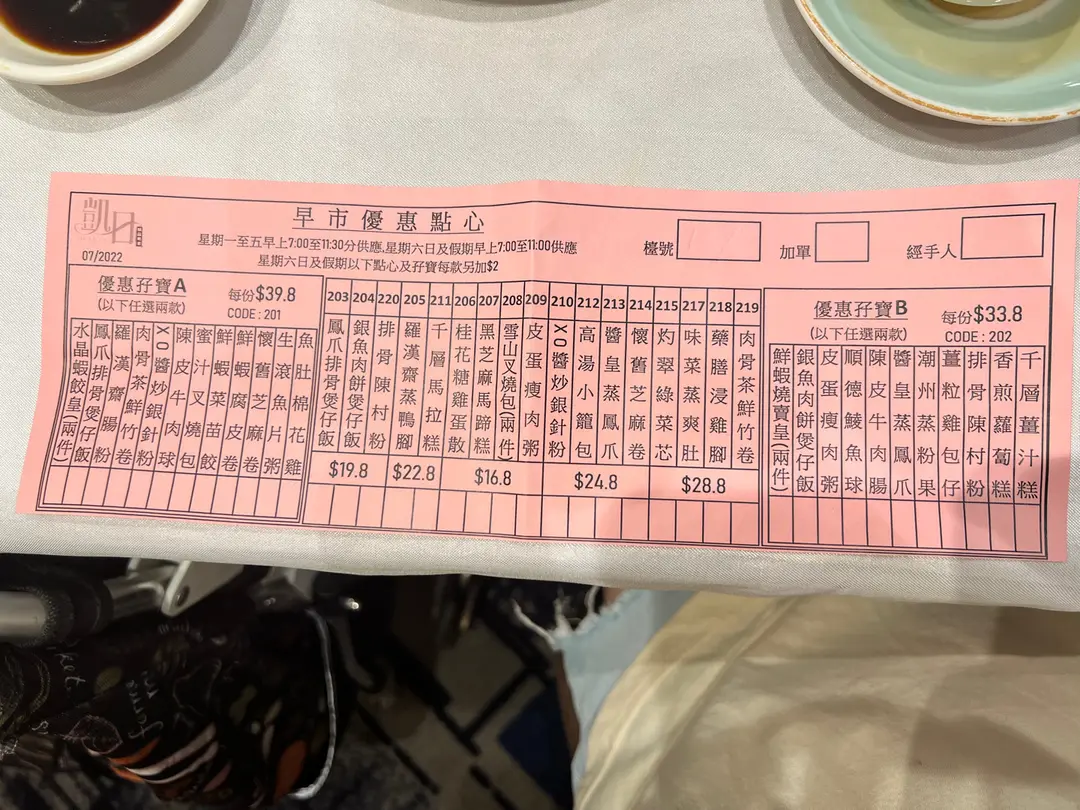 凱日
07/2022
早市優惠點心
星期一至五早上7:00至11:30分供應,星期六日及假期早上7:00至11:00供應
星期六日及假期以下點心及孖寶每款另加$2
檯號
加單
經手人
優惠孖寶A
(以下任選兩款)
每份$39.8
CODE : 201
水晶蝦餃皇(兩件)
鳳爪排骨煲仔飯
羅漢齋腸
肉骨茶鮮竹卷
XO醬炒銀針粉
陳皮牛肉球
蜜汁叉燒包
鮮蝦菜苗餃
鮮蝦腐皮卷
懷舊芝麻卷
生滾魚片粥
魚肚棉花雞
203 204 220 205 211 206 207 208 209 210 212 213 214 215 217 218 219
鳳爪排骨煲仔飯
銀魚肉餅煲仔飯
排骨陳村粉
羅漢齋蒸鴨腳
千層馬拉糕
桂花糖雞蛋散
黑芝麻馬蹄糕
雪山叉燒包(兩件)
皮蛋瘦肉粥
XO醬炒銀針粉
高湯小籠包
醬皇蒸鳳爪
懷舊芝麻卷
灼翠綠菜芯
味菜蒸爽肚
藥膳浸雞腳
肉骨茶鮮竹卷
$19.8 $22.8 $16.8 $24.8 $28.8
優惠孖寶B
(以下任選兩款)
每份$33.8
CODE : 202
鮮蝦燒賣皇(兩件)
銀魚肉餅煲仔飯
皮蛋瘦肉粥
順德鯪魚球
陳皮牛肉腸
醬皇蒸鳳爪
潮州蒸粉果
薑粒雞包仔
排骨陳村粉
香煎蘿蔔糕
千層薑汁糕